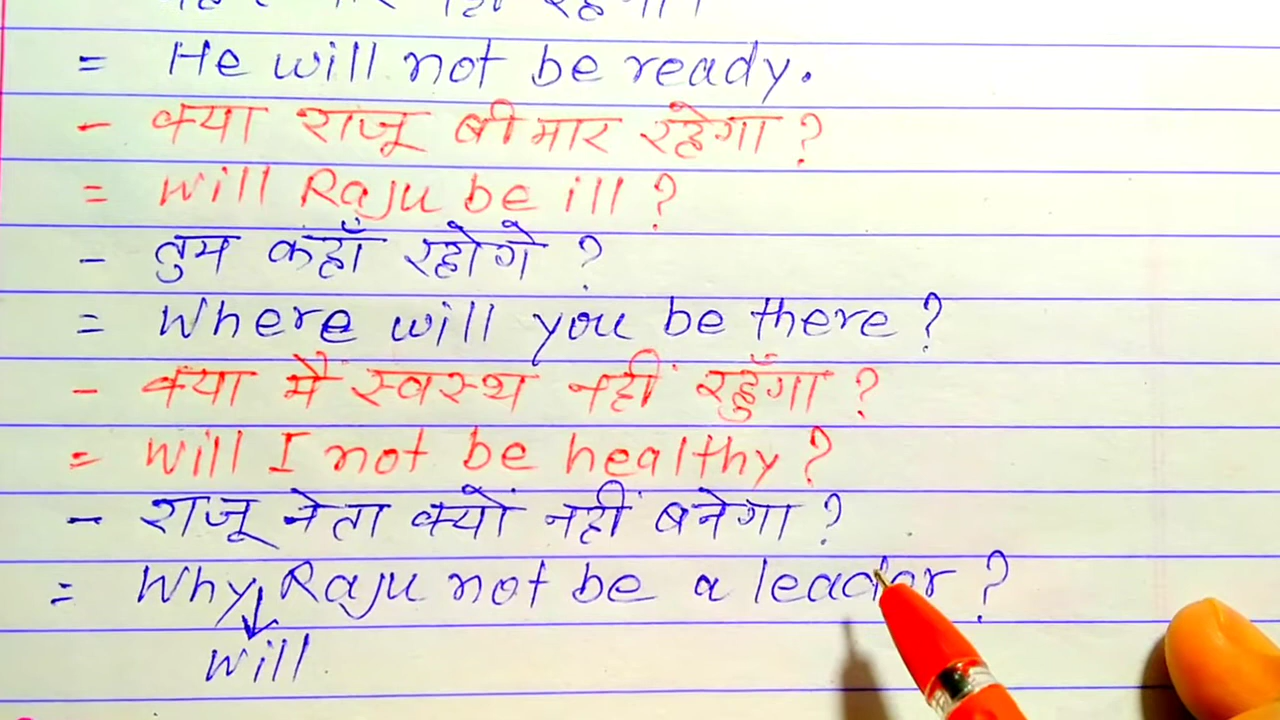 = He will not be ready.
- क्या राजू बीमार रहेगा ?
= Will Raju be ill ?
- तुम कहाँ रहोगे ?
= Where will you be there ?
- क्या मैं स्वस्थ नहीं रहूँगा ?
= Will I not be healthy ?
- राजू नेता क्यों नहीं बनेगा ?
= Why Raju not be a leader ?
will